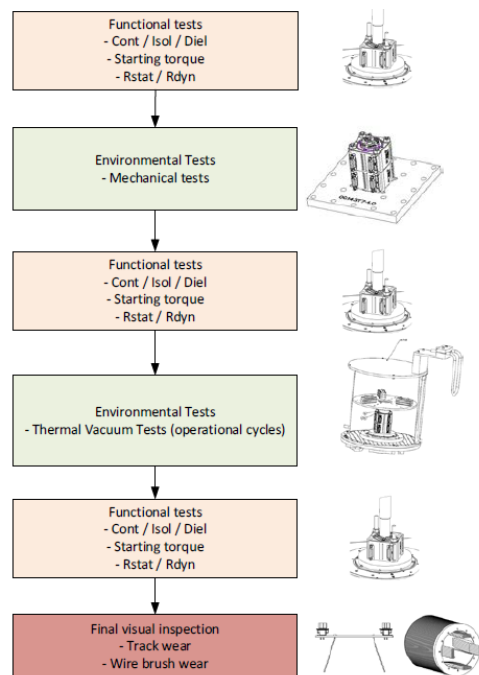 Functional tests
- Cont / Isol / Diel
- Starting torque
- Rstat / Rdyn
Environmental Tests
- Mechanical tests
Functional tests
- Cont / Isol / Diel
- Starting torque
- Rstat / Rdyn
Environmental Tests
- Thermal Vacuum Tests (operational cycles)
Functional tests
- Cont / Isol / Diel
- Starting torque
- Rstat / Rdyn
Final visual inspection
- Track wear
- Wire brush wear